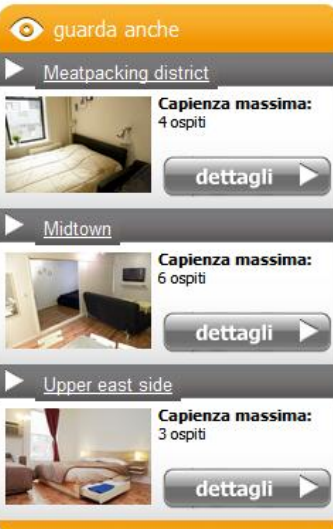 guarda anche
Meatpacking district
Capienza massima:
4 ospiti
dettagli
Midtown
Capienza massima:
6 ospiti
dettagli
Upper east side
Capienza massima:
3 ospiti
dettagli